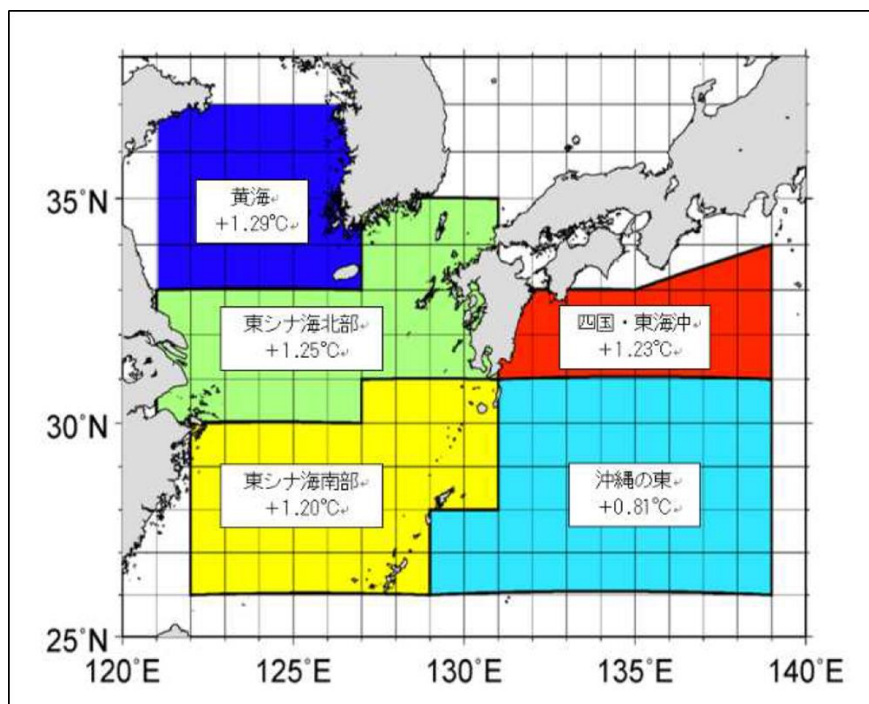 黄海
+1.29℃
35˚N
東シナ海北部
+1.25℃
四国・東海沖
+1.23℃
30˚N
東シナ海南部
+1.20℃
沖縄の東
+0.81℃
25˚N
120˚E
125˚E
130˚E
135˚E
140˚E